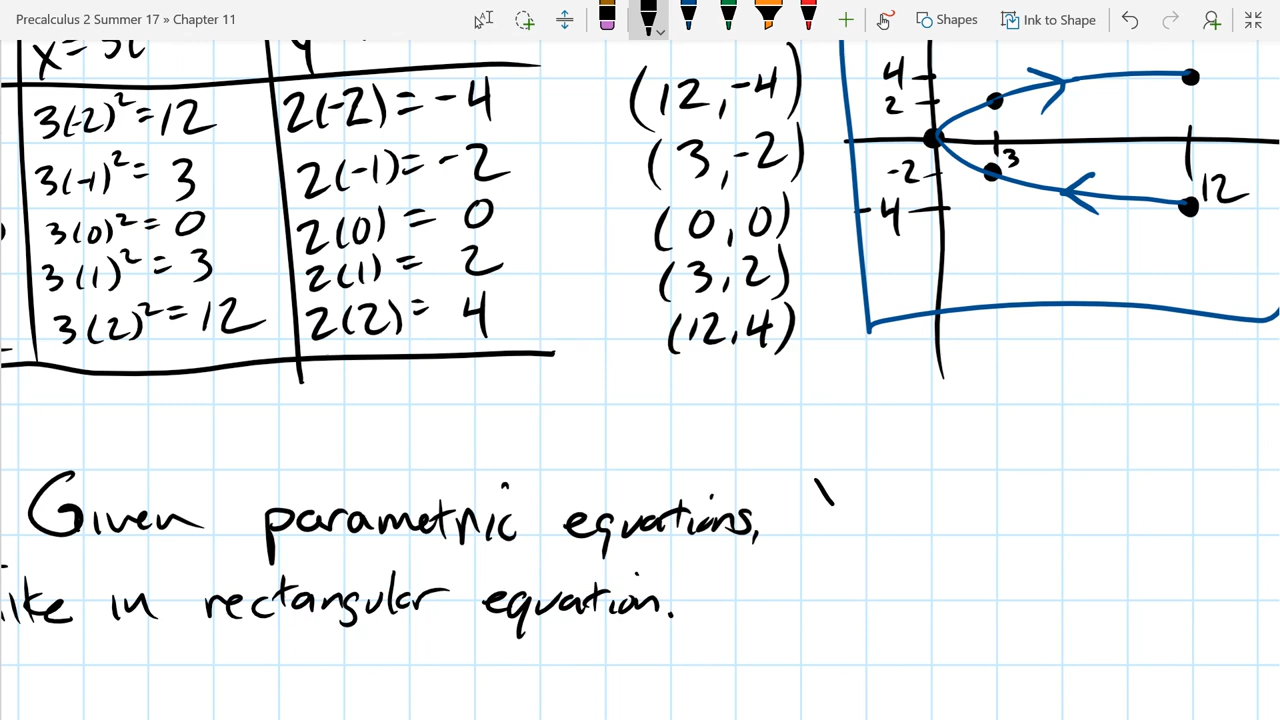 Precalculus 2 Summer 17 » Chapter 11
Shapes
Ink to Shape
3(-2)²=12
2(-2)= -4
(12,-4)
3(-1)²= 3
2(-1)= -2
(3,-2)
3(0)²= 0
2(0) = 0
(0,0)
3(1)² = 3
2(1) = 2
(3,2)
3(2)²= 12
2(2)= 4
(12,4)
4
2
3
-2
-4
12
Given parametric equations,
like in rectangular equation.